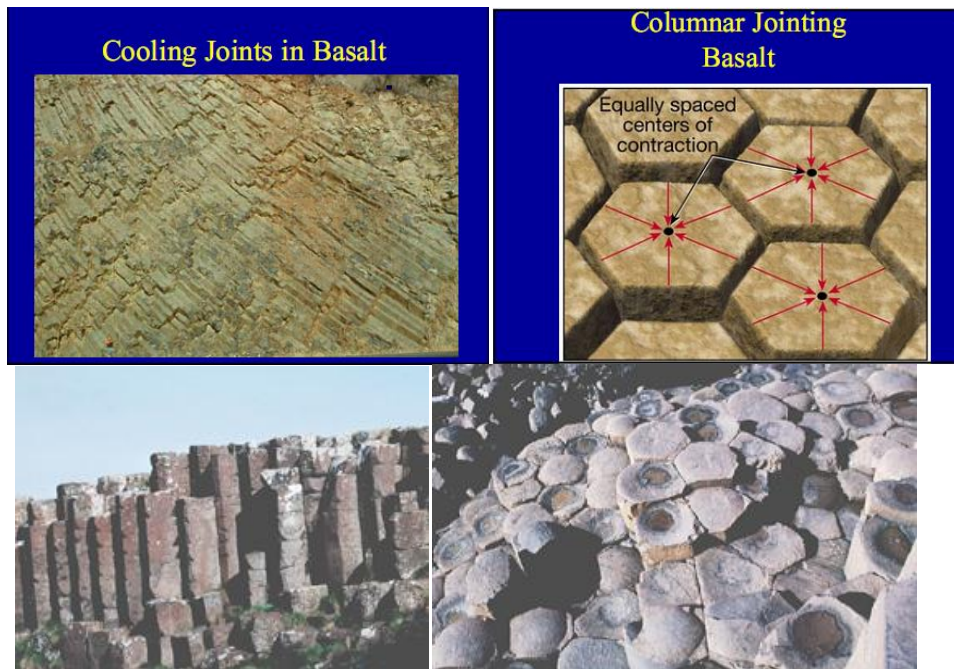 Cooling Joints in Basalt
Columnar Jointing
Basalt
Equally spaced
centers of
contraction